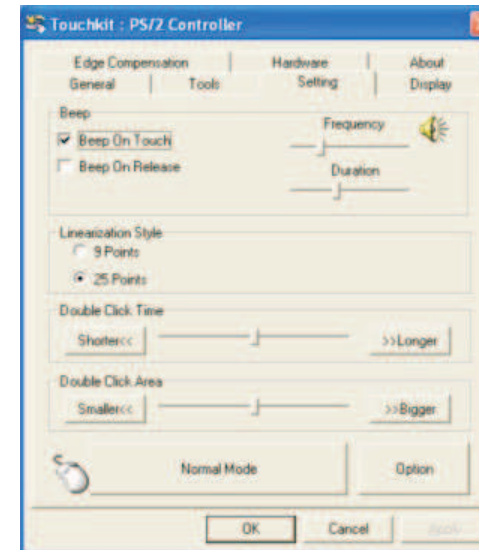 Touchkit : PS/2 Controller
Edge Compensation Hardware About
General Tools Setting Display
Beep
Beep On Touch
Beep On Release
Frequency
Duration
Linearization Style
9 Points
25 Points
Double Click Time
Shorter<< >>Longer
Double Click Area
Smaller<< >>Bigger
Normal Mode Option
OK Cancel Apply